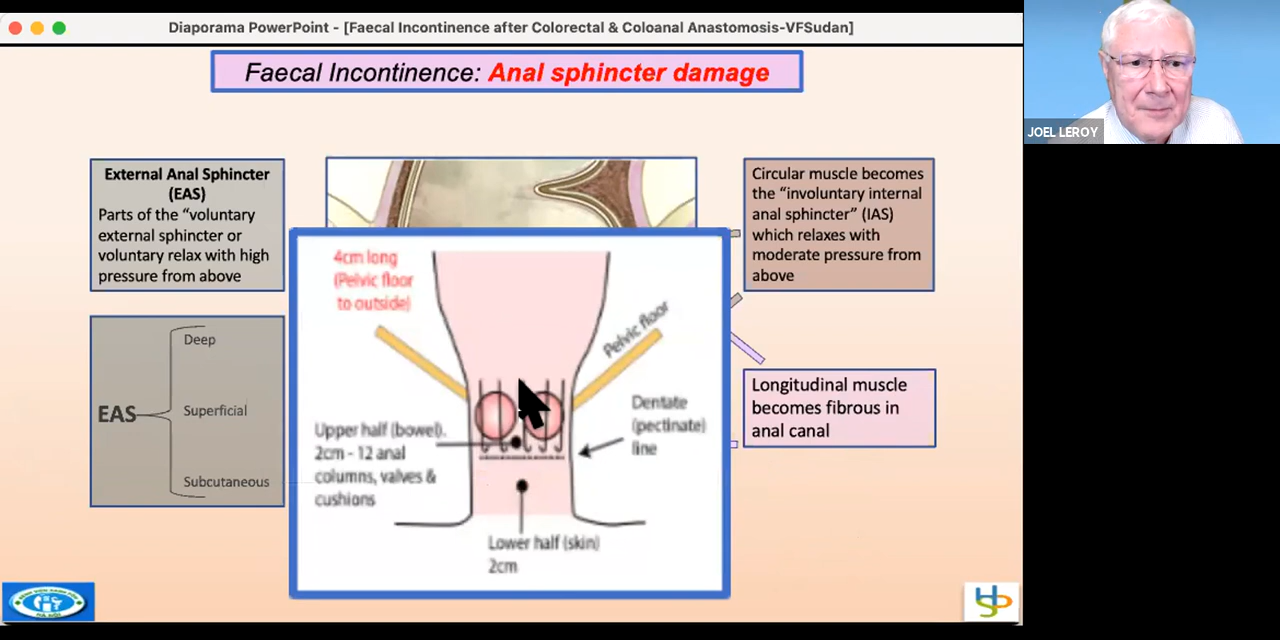 Diaporama PowerPoint - [Faecal Incontinence after Colorectal & Coloanal Anastomosis-VFSudan]
JOEL LEROY
Faecal Incontinence: Anal sphincter damage
External Anal Sphincter
(EAS)
Parts of the “voluntary
external sphincter or
voluntary relax with high
pressure from above
EAS
Deep
Superficial
Subcutaneous
4cm long
(Pelvic floor
to outside)
Pelvic floor
Upper half (bowel).
2cm - 12 anal
columns, valves &
cushions
Dentate
(pectinate)
line
Lower half (skin)
2cm
Circular muscle becomes
the “involuntary internal
anal sphincter” (IAS)
which relaxes with
moderate pressure from
above
Longitudinal muscle
becomes fibrous in
anal canal